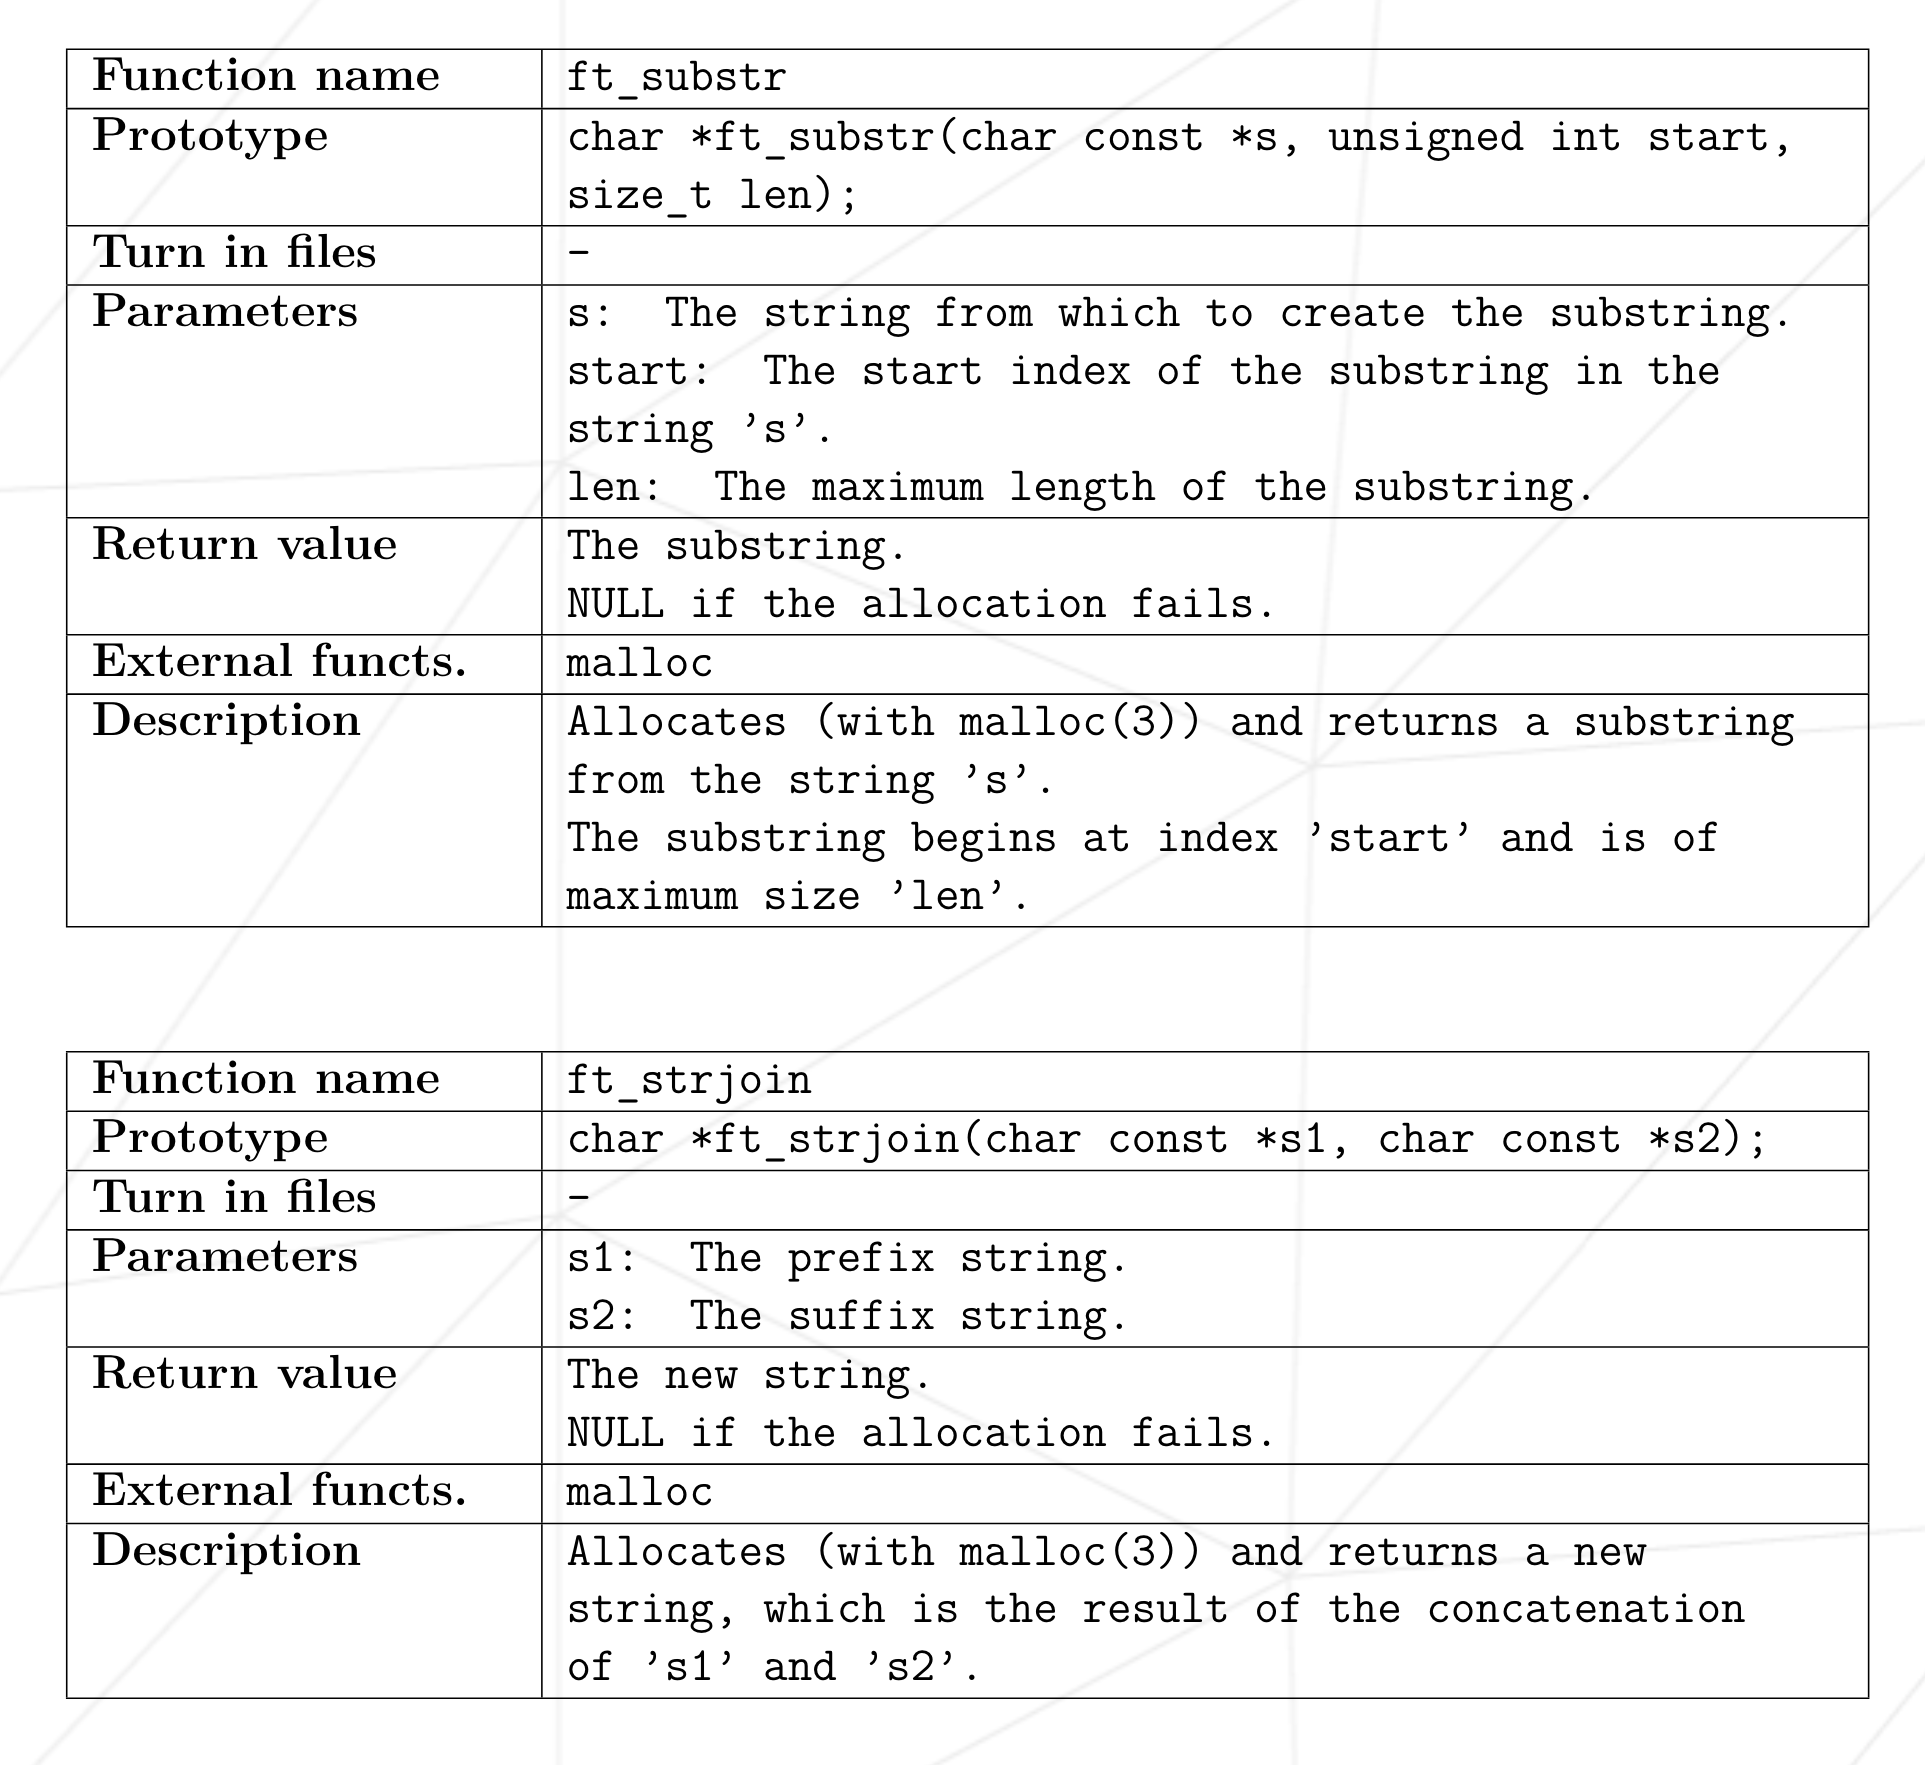 Function name ft_substr
Prototype char *ft_substr(char const *s, unsigned int start,
size_t len);
Turn in files -
Parameters s: The string from which to create the substring.
start: The start index of the substring in the
string ’s’.
len: The maximum length of the substring.
Return value The substring.
NULL if the allocation fails.
External functs. malloc
Description Allocates (with malloc(3)) and returns a substring
from the string ’s’.
The substring begins at index ’start’ and is of
maximum size ’len’.
Function name ft_strjoin
Prototype char *ft_strjoin(char const *s1, char const *s2);
Turn in files -
Parameters s1: The prefix string.
s2: The suffix string.
Return value The new string.
NULL if the allocation fails.
External functs. malloc
Description Allocates (with malloc(3)) and returns a new
string, which is the result of the concatenation
of ’s1’ and ’s2’.